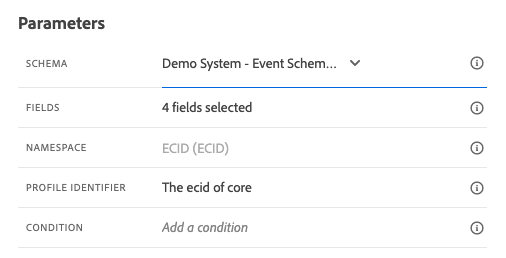 Parameters
SCHEMA Demo System - Event Schem...
FIELDS 4 fields selected
NAMESPACE ECID (ECID)
PROFILE IDENTIFIER The ecid of core
CONDITION Add a condition